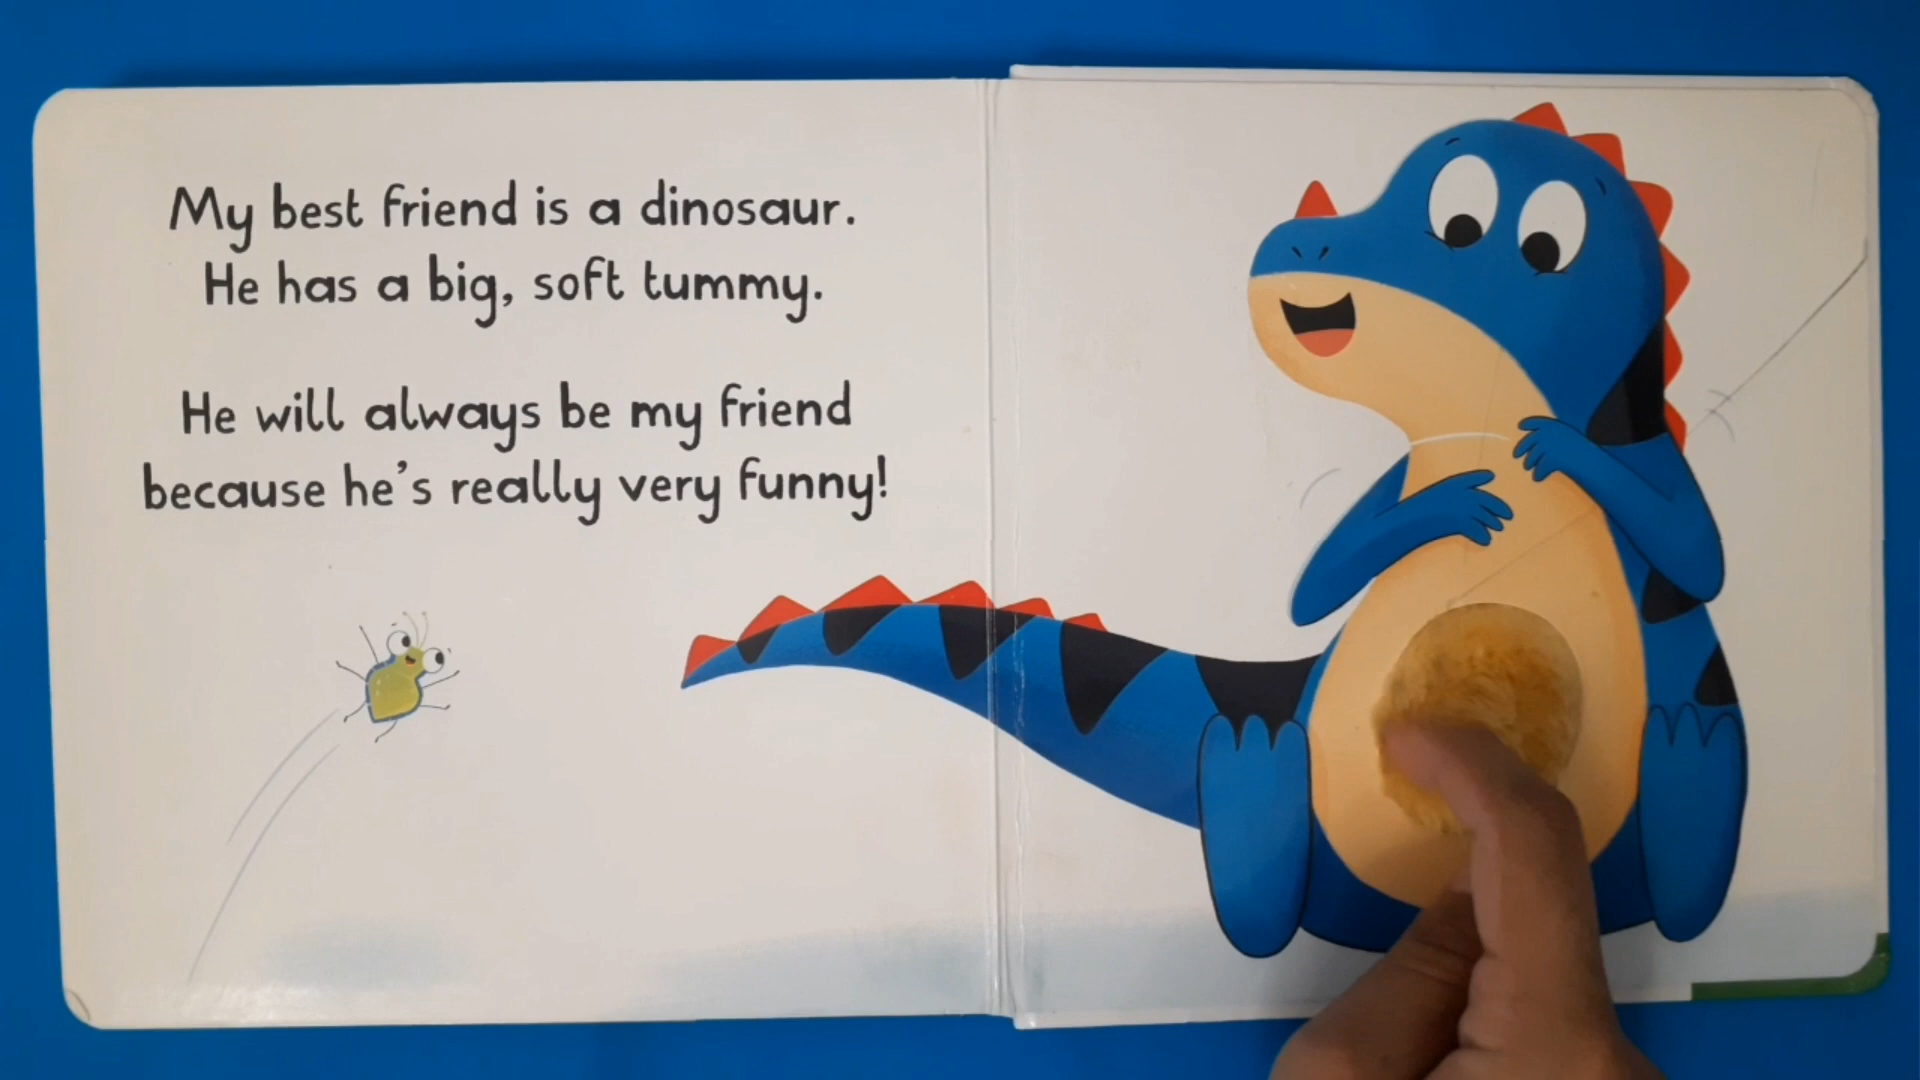 My best friend is a dinosaur.
He has a big, soft tummy.
He will always be my friend
because he's really very funny!